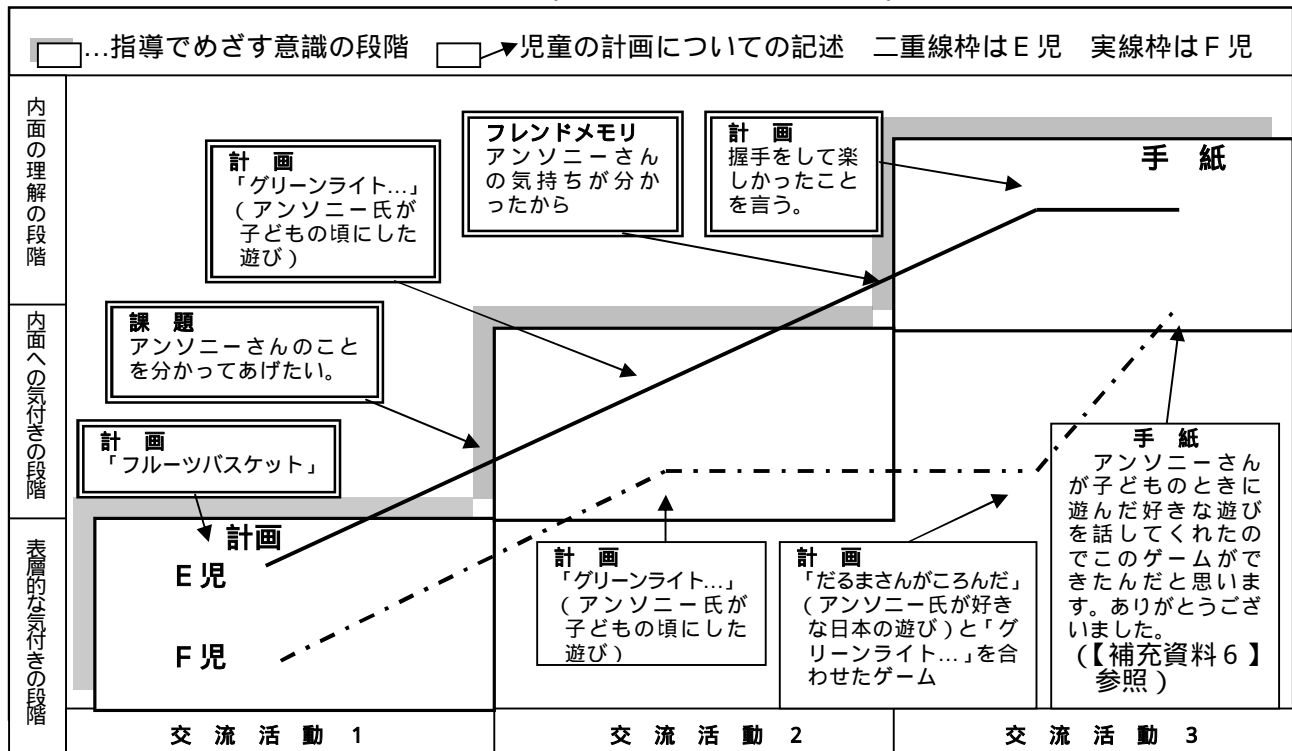 …指導でめざす意識の段階 児童の計画についての記述 二重線枠はE児 実線枠はF児
内面の理解の段階
内面への気付きの段階
表層的な気付きの段階
計 画
「グリーンライト…」
(アンソニー氏が
子どもの頃にした
遊び)
フレンドメモリ
アンソニーさん
の気持ちが分か
ったから
計 画
握手をして楽
しかったこと
を言う。
手 紙
課 題
アンソニーさんのこと
を分かってあげたい。
計 画
「フルーツバスケット」
計画
E児
F児
計 画
「グリーンライト…」
(アンソニー氏が
子どもの頃にした
遊び)
計 画
「だるまさんがころんだ」
(アンソニー氏が好き
な日本の遊び)と「グ
リーンライト…」を合
わせたゲーム
手 紙
アンソニーさん
が子どものときに
遊んだ好きな遊び
を話してくれたの
でこのゲームがで
きたんだと思いま
す。ありがとうござ
いました。
(【補充資料6】
参照)
交 流 活 動 1
交 流 活 動 2
交 流 活 動 3